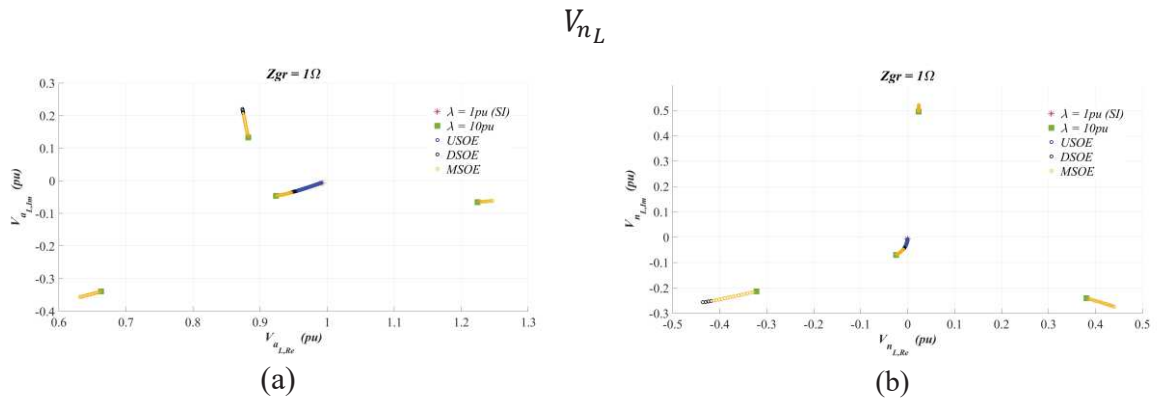 V_{n_L}
Zgr = 1Ω
0.3
0.2
0.1
0
-0.1
-0.2
-0.3
-0.4
0.6
0.7
0.8
0.9
1
1.1
1.2
1.3
V_{a_{L,Im}} (pu)
V_{a_{L,Re}} (pu)
λ = 1pu (SI)
λ = 10pu
USOE
DSOE
MSOE
(a)
Zgr = 1Ω
0.5
0.4
0.3
0.2
0.1
0
-0.1
-0.2
-0.3
-0.5
-0.4
-0.3
-0.2
-0.1
0
0.1
0.2
0.3
0.4
0.5
V_{n_{L,Im}} (pu)
V_{n_{L,Re}} (pu)
λ = 1pu (SI)
λ = 10pu
USOE
DSOE
MSOE
(b)